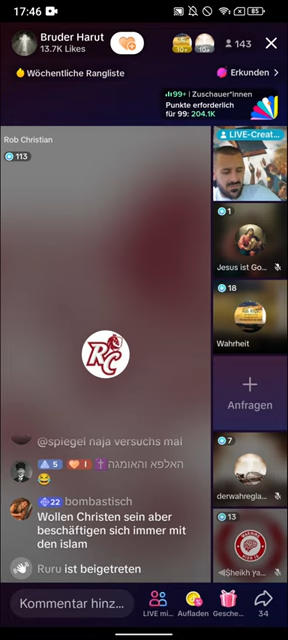 17:46
85
Bruder Harut
13.7K Likes
10+
10+
143
Wöchentliche Rangliste
Erkunden >
99+ | Zuschauer*innen
Punkte erforderlich
für 99: 204.1K
Rob Christian
113
LIVE-Creat...
1
Jesus ist Go...
18
Wahrheit
+
Anfragen
7
derwahregla...
13
Sheikh ya...
RC
@spiegel naja versuchs mal
5
1
האלפא והאומגה
😂
22 bombastisch
Wollen Christen sein aber
beschäftigen sich immer mit
den islam
Ruru ist beigetreten
Kommentar hinz...
LIVE mi...
Aufladen
Gesche...
34